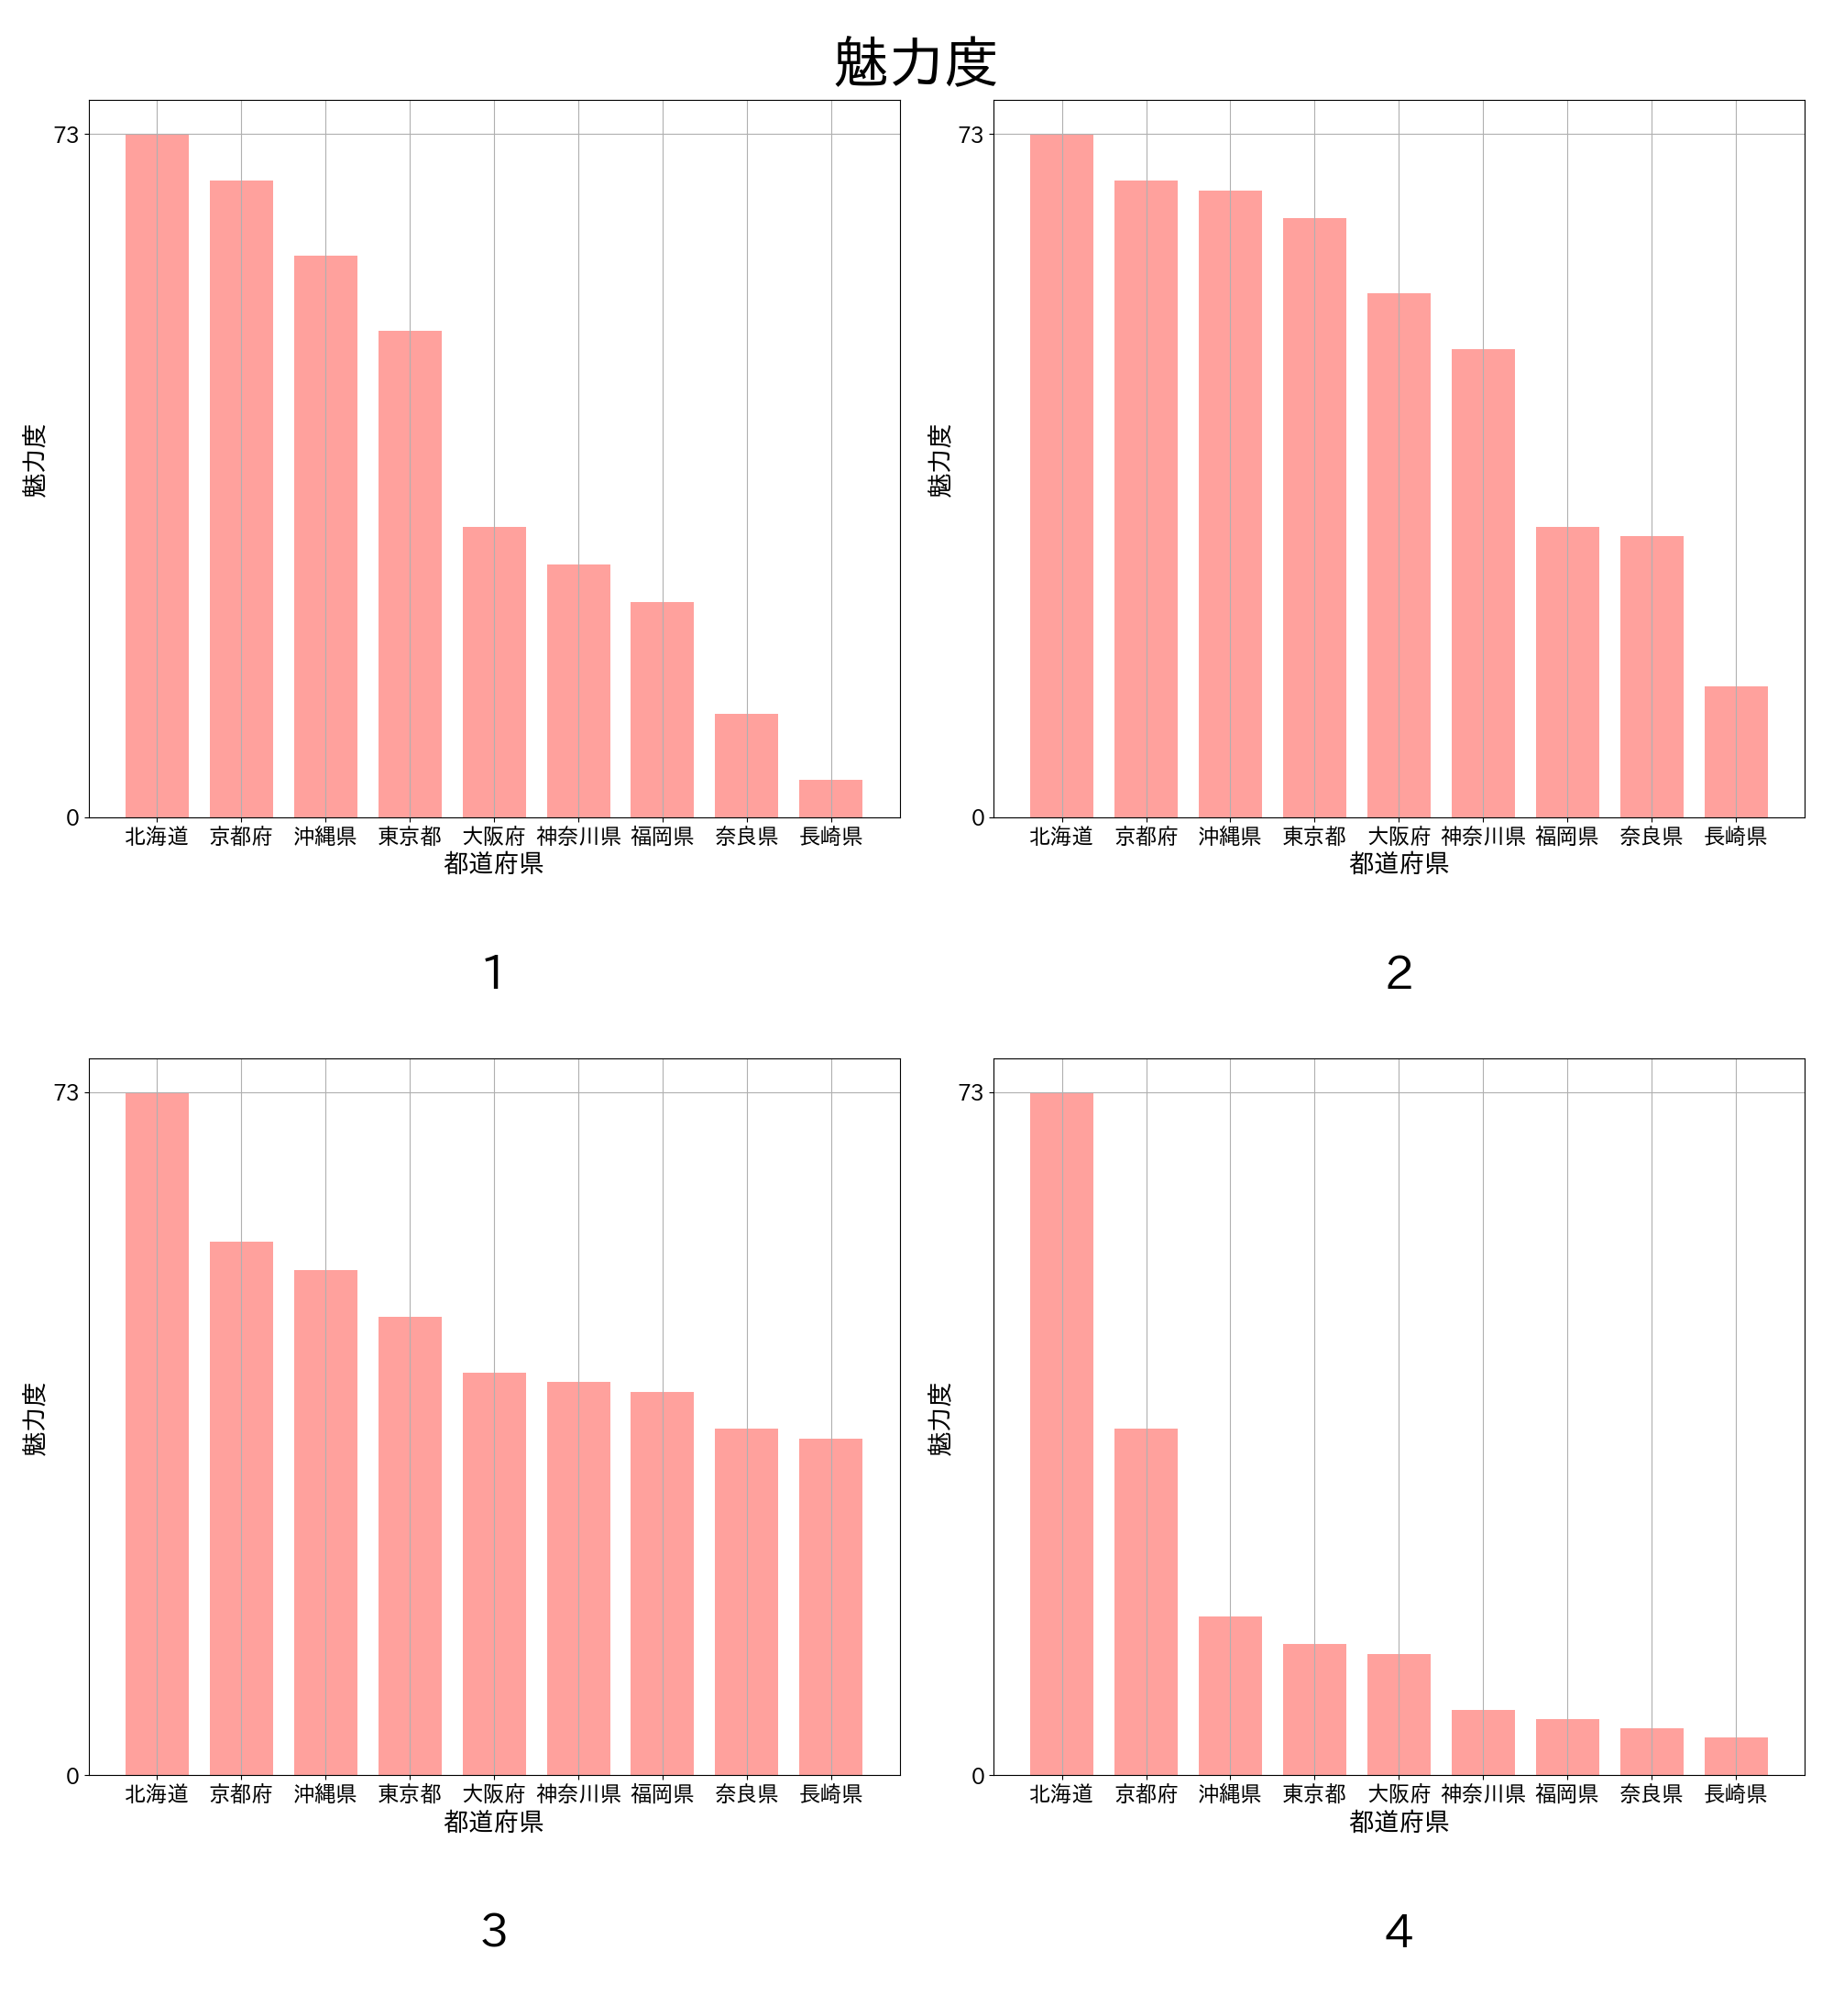 魅力度
73
0
魅力度
北海道 京都府 沖縄県 東京都 大阪府 神奈川県 福岡県 奈良県 長崎県
都道府県
1
73
0
魅力度
北海道 京都府 沖縄県 東京都 大阪府 神奈川県 福岡県 奈良県 長崎県
都道府県
2
73
0
魅力度
北海道 京都府 沖縄県 東京都 大阪府 神奈川県 福岡県 奈良県 長崎県
都道府県
3
73
0
魅力度
北海道 京都府 沖縄県 東京都 大阪府 神奈川県 福岡県 奈良県 長崎県
都道府県
4